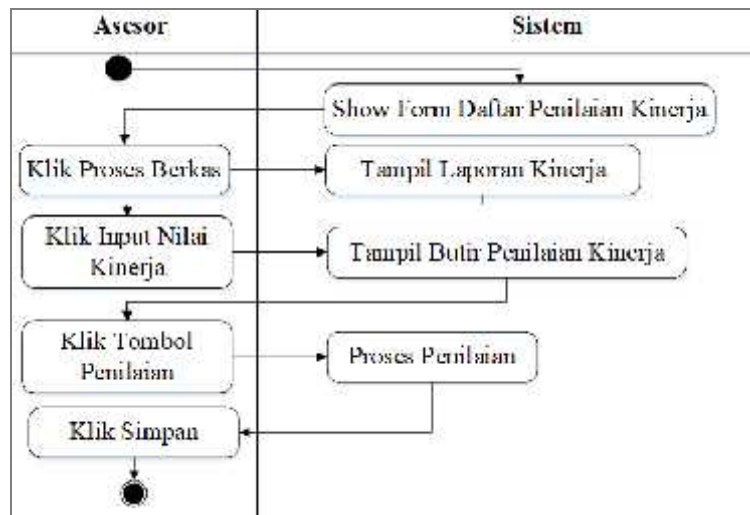 Asesor
Sistem
Show Form Daftar Penilaian Kinerja
Klik Proses Berkas
Tampil Laporan Kinerja
Klik Input Nilai
Kinerja
Tampil Butir Penilaian Kinerja
Klik Tombol
Penilaian
Proses Penilaian
Klik Simpan